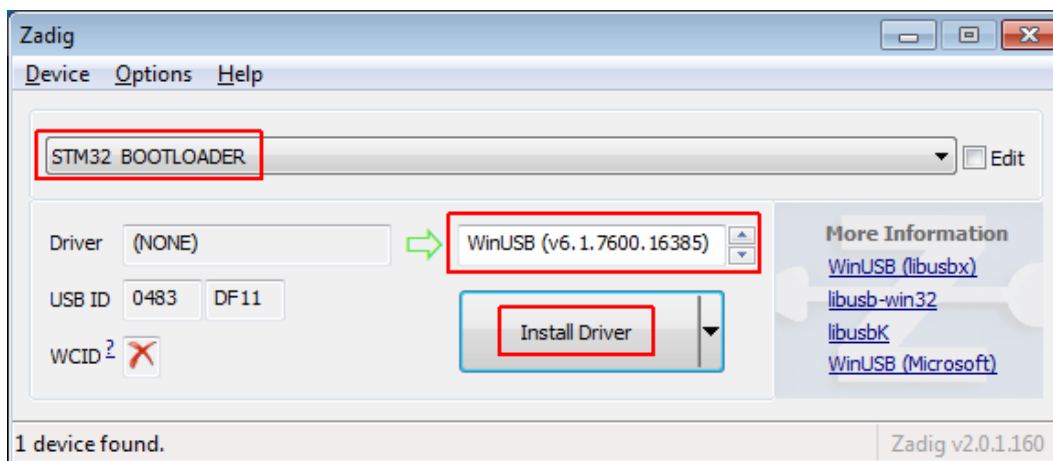 Zadig
Device Options Help
STM32 BOOTLOADER
Edit
Driver (NONE) WinUSB (v6.1.7600.16385)
USB ID 0483 DF11
WCID ?
Install Driver
More Information
WinUSB (libusbx)
libusb-win32
libusbK
WinUSB (Microsoft)
1 device found.
Zadig v2.0.1.160